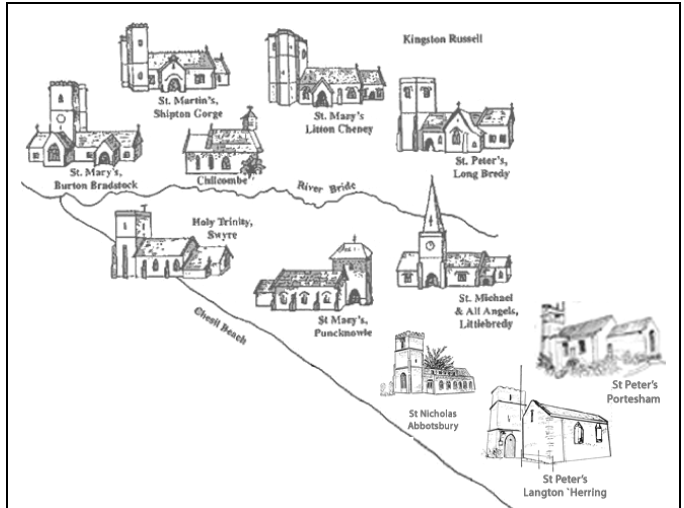 Kingston Russell
St. Martin's,
Shipton Gorge
St. Mary's
Litton Cheney
St. Peter's,
Long Bredy
St. Mary's,
Burton Bradstock
Chilcombe
River Bride
Holy Trinity,
Swyre
Chesil Beach
St Mary's,
Puncknowle
St. Michael
& All Angels,
Littlebredy
St Nicholas
Abbotsbury
St Peter's
Portesham
St Peter's
Langton `Herring